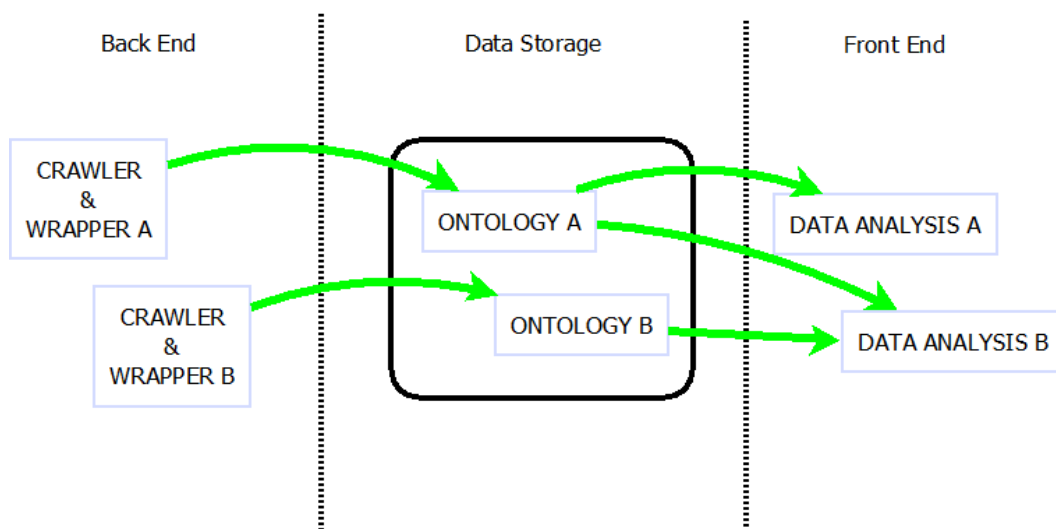 Back End
Data Storage
Front End
CRAWLER
&
WRAPPER A
ONTOLOGY A
DATA ANALYSIS A
CRAWLER
&
WRAPPER B
ONTOLOGY B
DATA ANALYSIS B